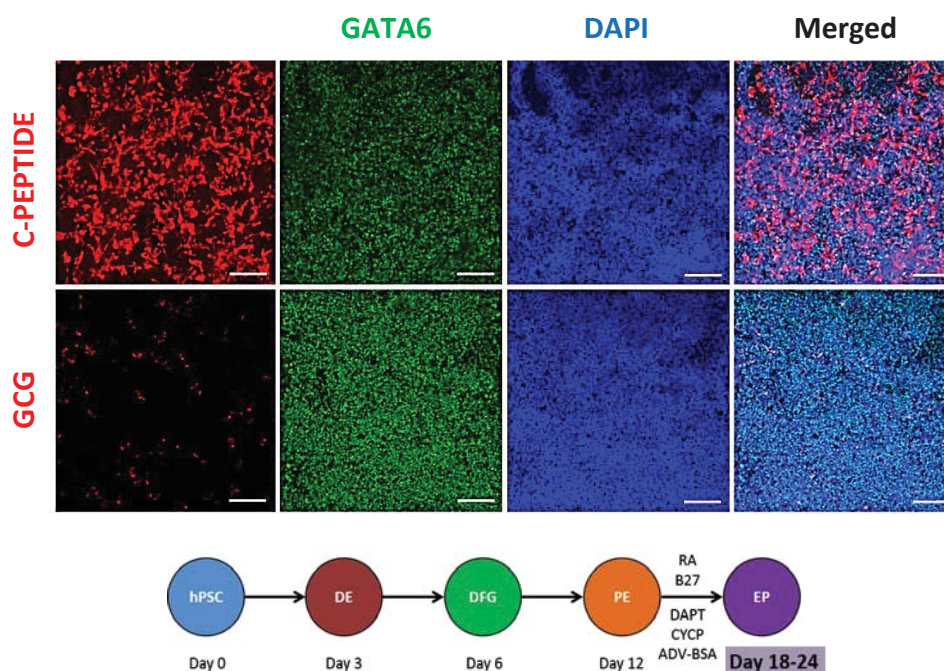 GATA6 DAPI Merged
C-PEPTIDE
GCG
hPSC DE DFG PE EP
RA
B27
DAPT
CYCP
ADV-BSA
Day 0 Day 3 Day 6 Day 12 Day 18-24